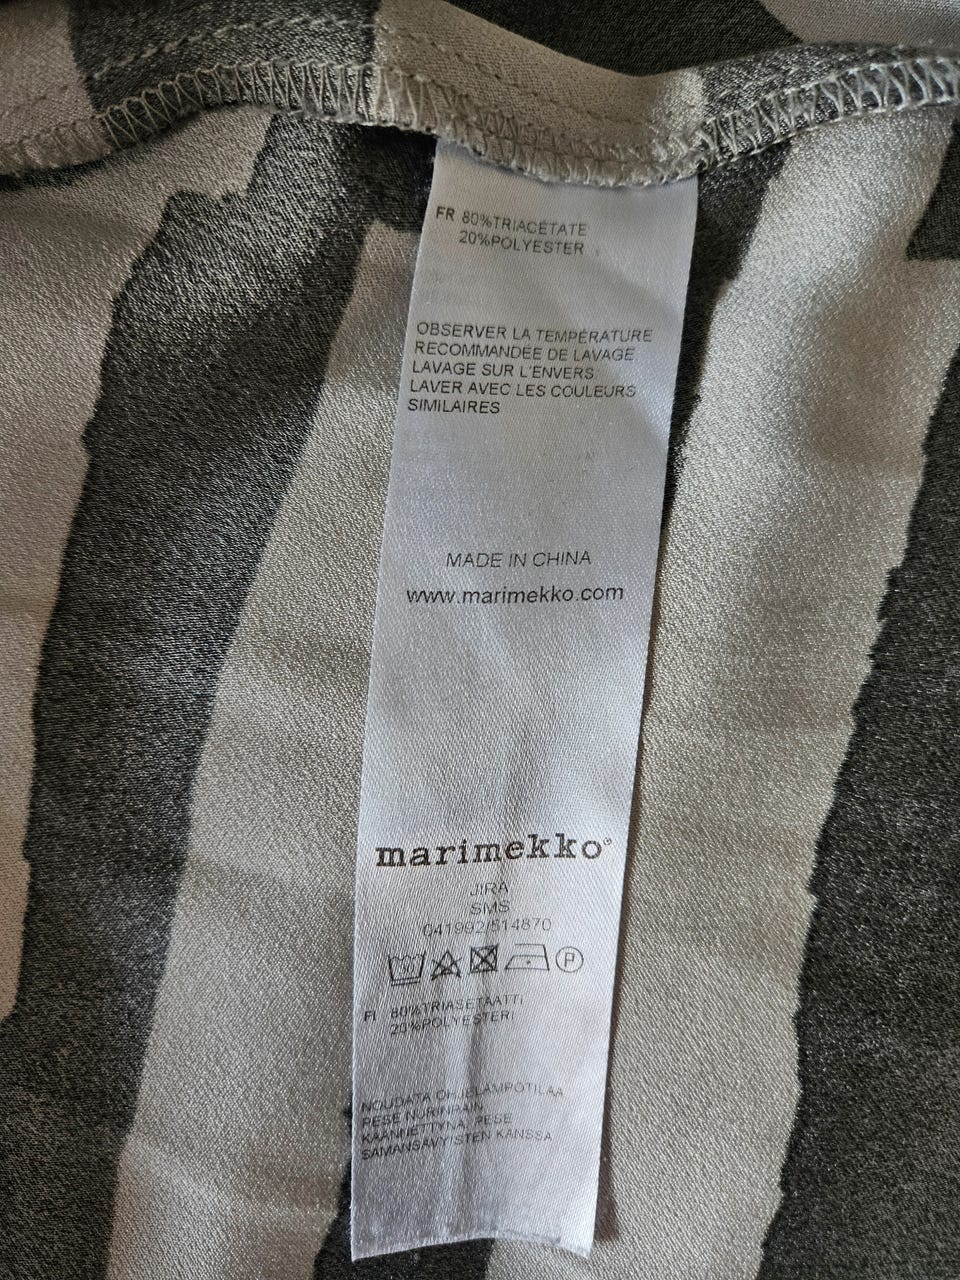 FR 80%TRIACÉTATE
20%POLYESTER
OBSERVER LA TEMPÉRATURE
RECOMMANDÉE DE LAVAGE
LAVAGE SUR L'ENVERS
LAVER AVEC LES COULEURS
SIMILAIRES
MADE IN CHINA
www.marimekko.com
marimekko®
JIRA
SMS
041992/514870
P
FI 80%TRIASETAATTI
20%POLYESTERI
NOUDATA OHJELÄMPÖTILAA
PESE NURINPÄIN
KÄÄNNETTYNÄ, PESE
SAMANSÄVYISTEN KANSSA